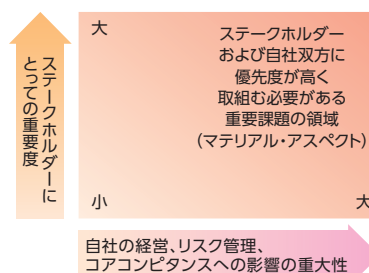 ステークホルダーに
とっての重要度
大
ステークホルダー
および自社双方に
優先度が高く
取組む必要がある
重要課題の領域
(マテリアル・アスペクト)
小
大
自社の経営、リスク管理、
コアコンピタンスへの影響の重大性